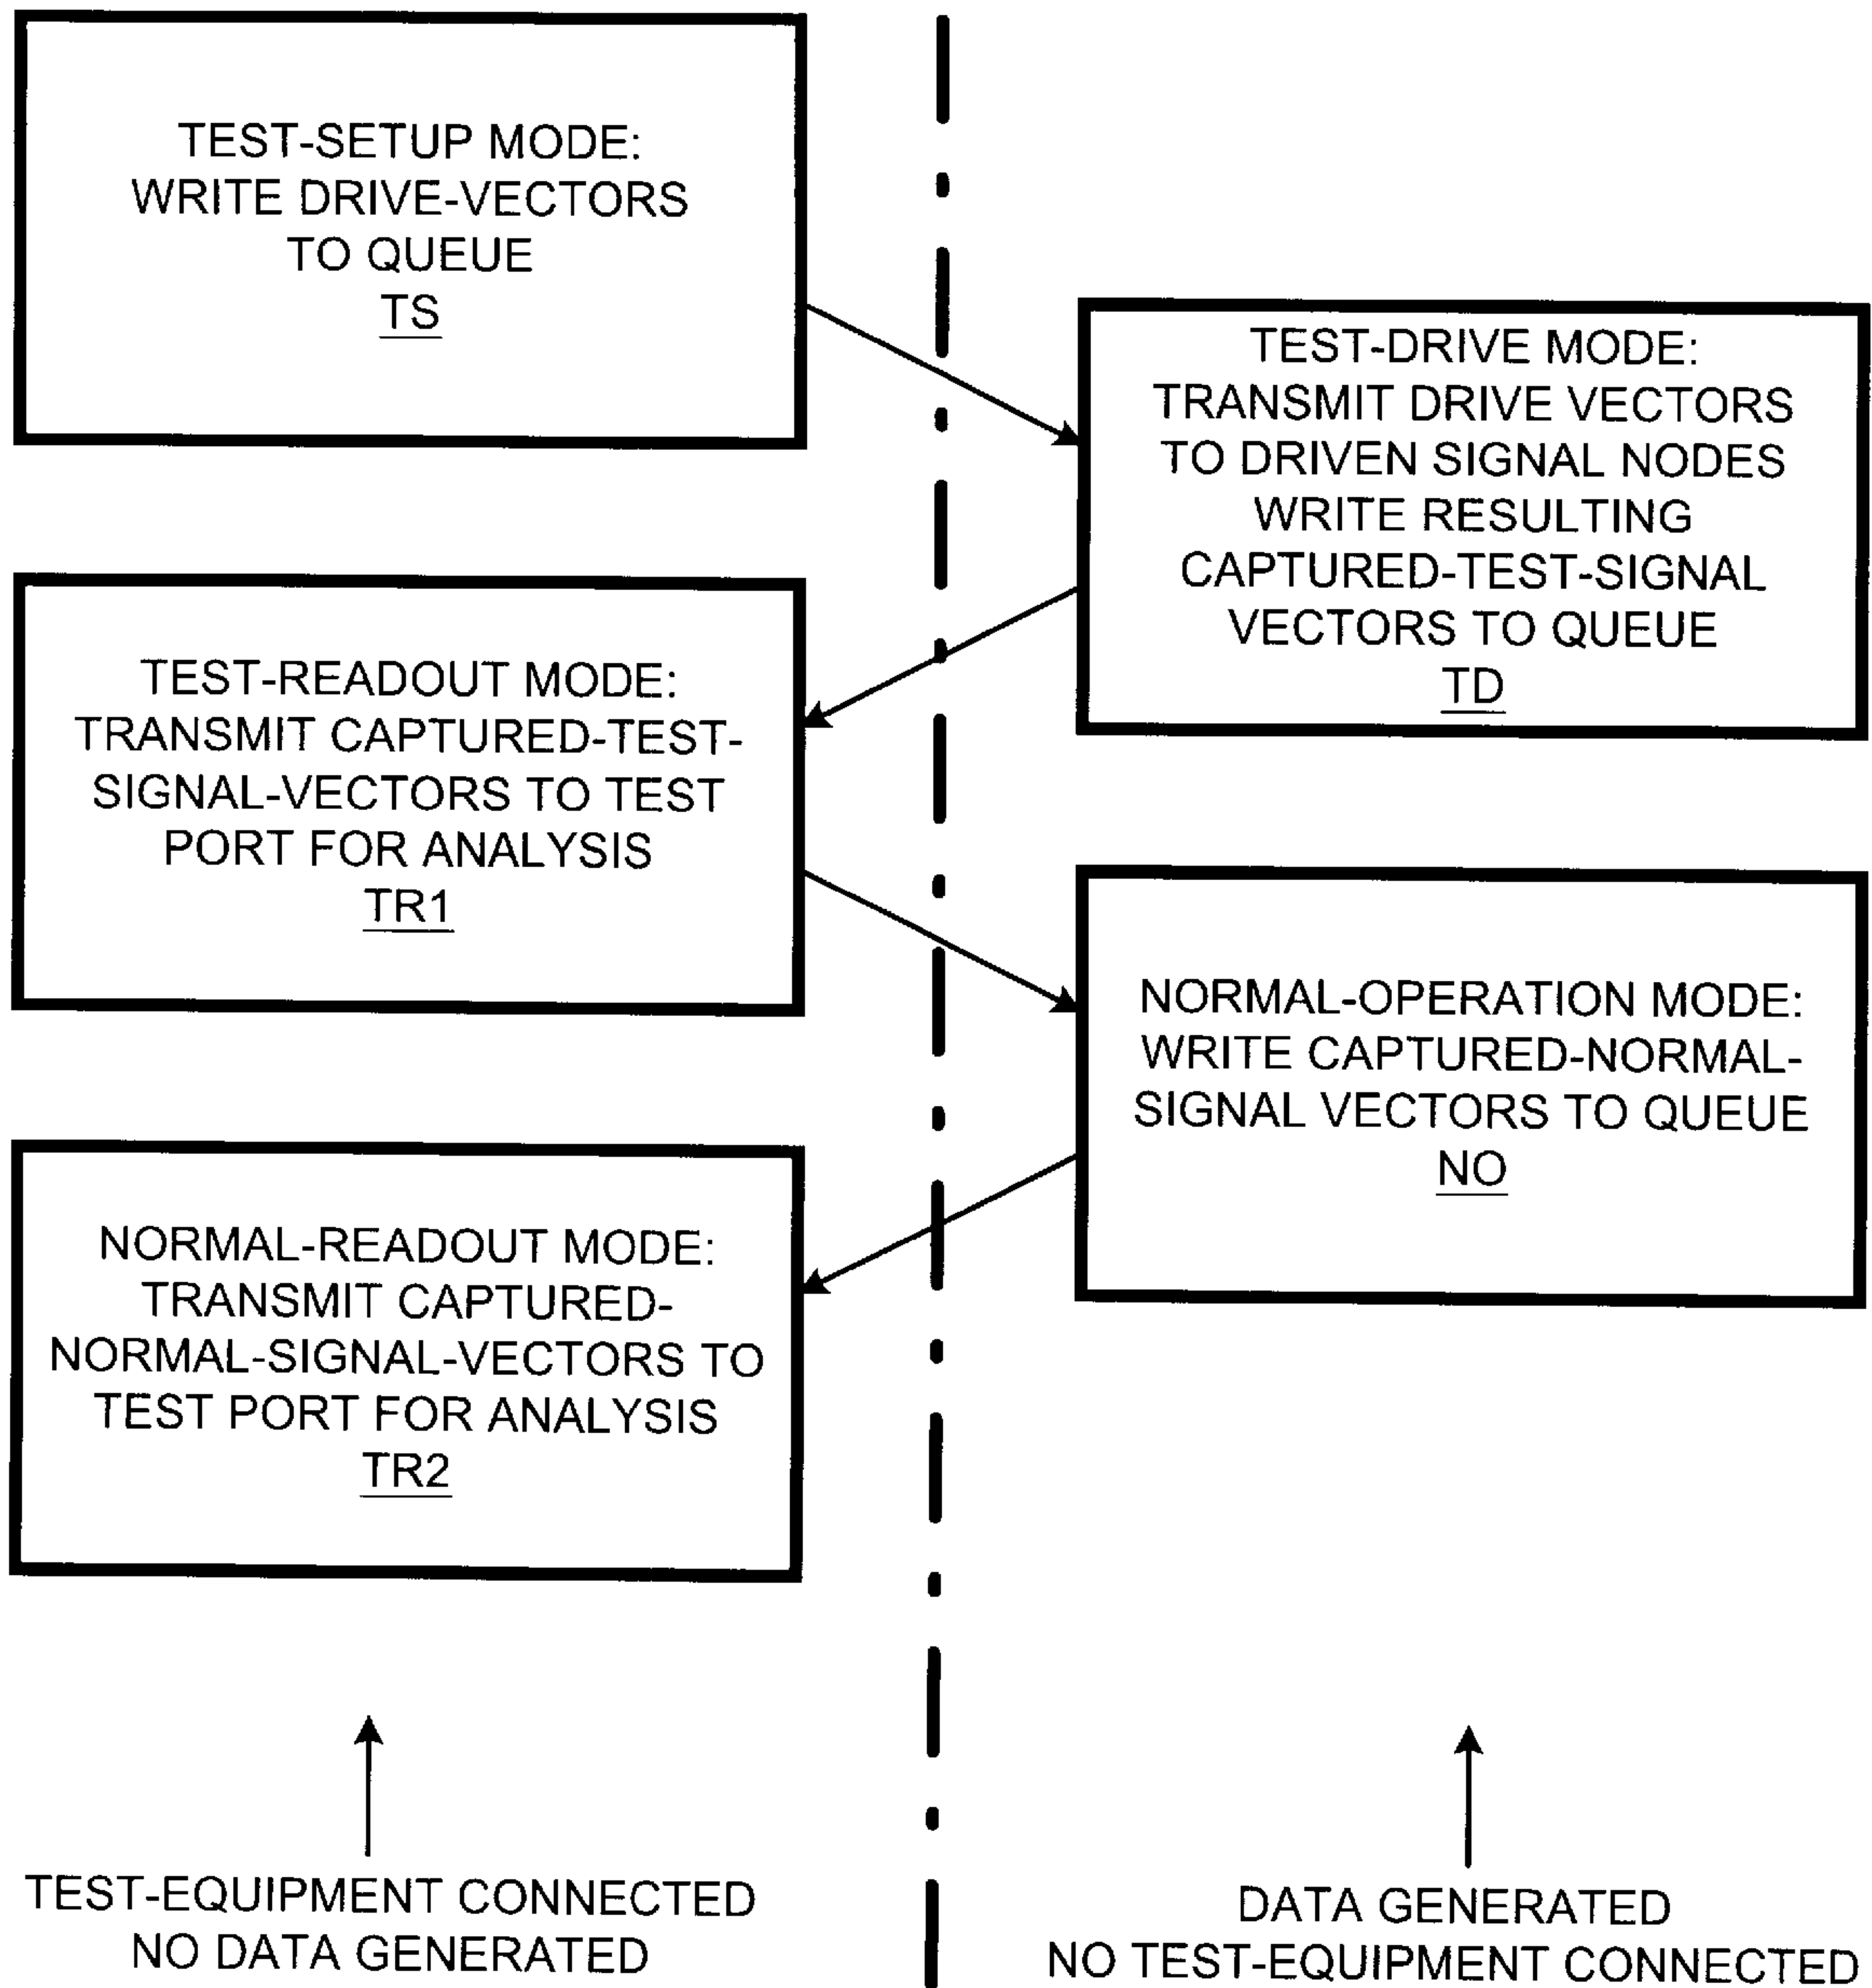 TEST-SETUP MODE:
WRITE DRIVE-VECTORS
TO QUEUE
TS
TEST-DRIVE MODE:
TRANSMIT DRIVE VECTORS
TO DRIVEN SIGNAL NODES
WRITE RESULTING
CAPTURED-TEST-SIGNAL
VECTORS TO QUEUE
TD
TEST-READOUT MODE:
TRANSMIT CAPTURED-TEST-
SIGNAL-VECTORS TO TEST
PORT FOR ANALYSIS
TR1
NORMAL-OPERATION MODE:
WRITE CAPTURED-NORMAL-
SIGNAL VECTORS TO QUEUE
NO
NORMAL-READOUT MODE:
TRANSMIT CAPTURED-
NORMAL-SIGNAL-VECTORS TO
TEST PORT FOR ANALYSIS
TR2
TEST-EQUIPMENT CONNECTED
NO DATA GENERATED
DATA GENERATED
NO TEST-EQUIPMENT CONNECTED